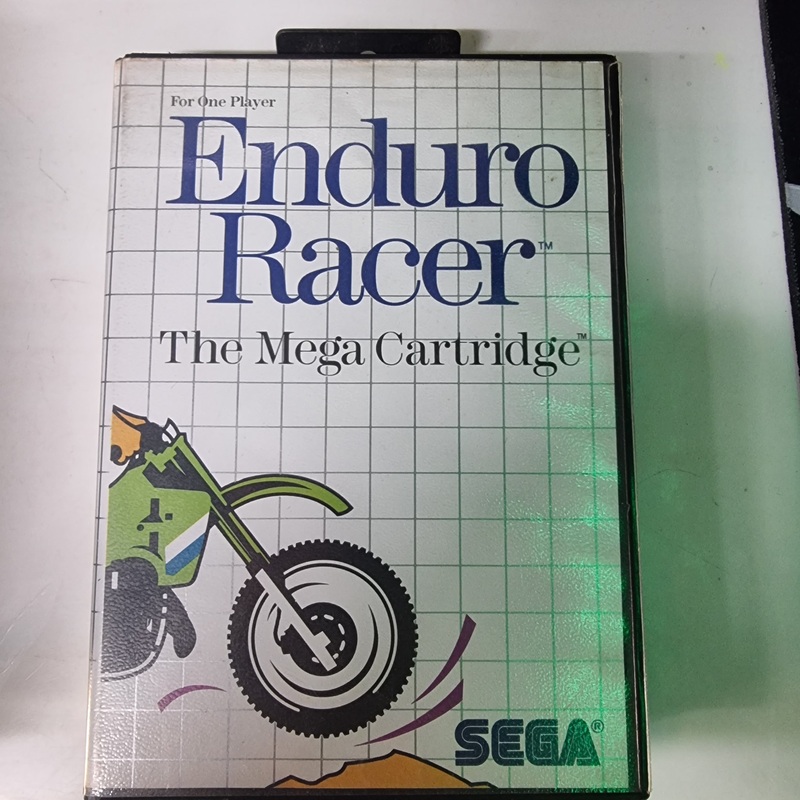 For One Player
Enduro
Racer™
The Mega Cartridge™
SEGA®